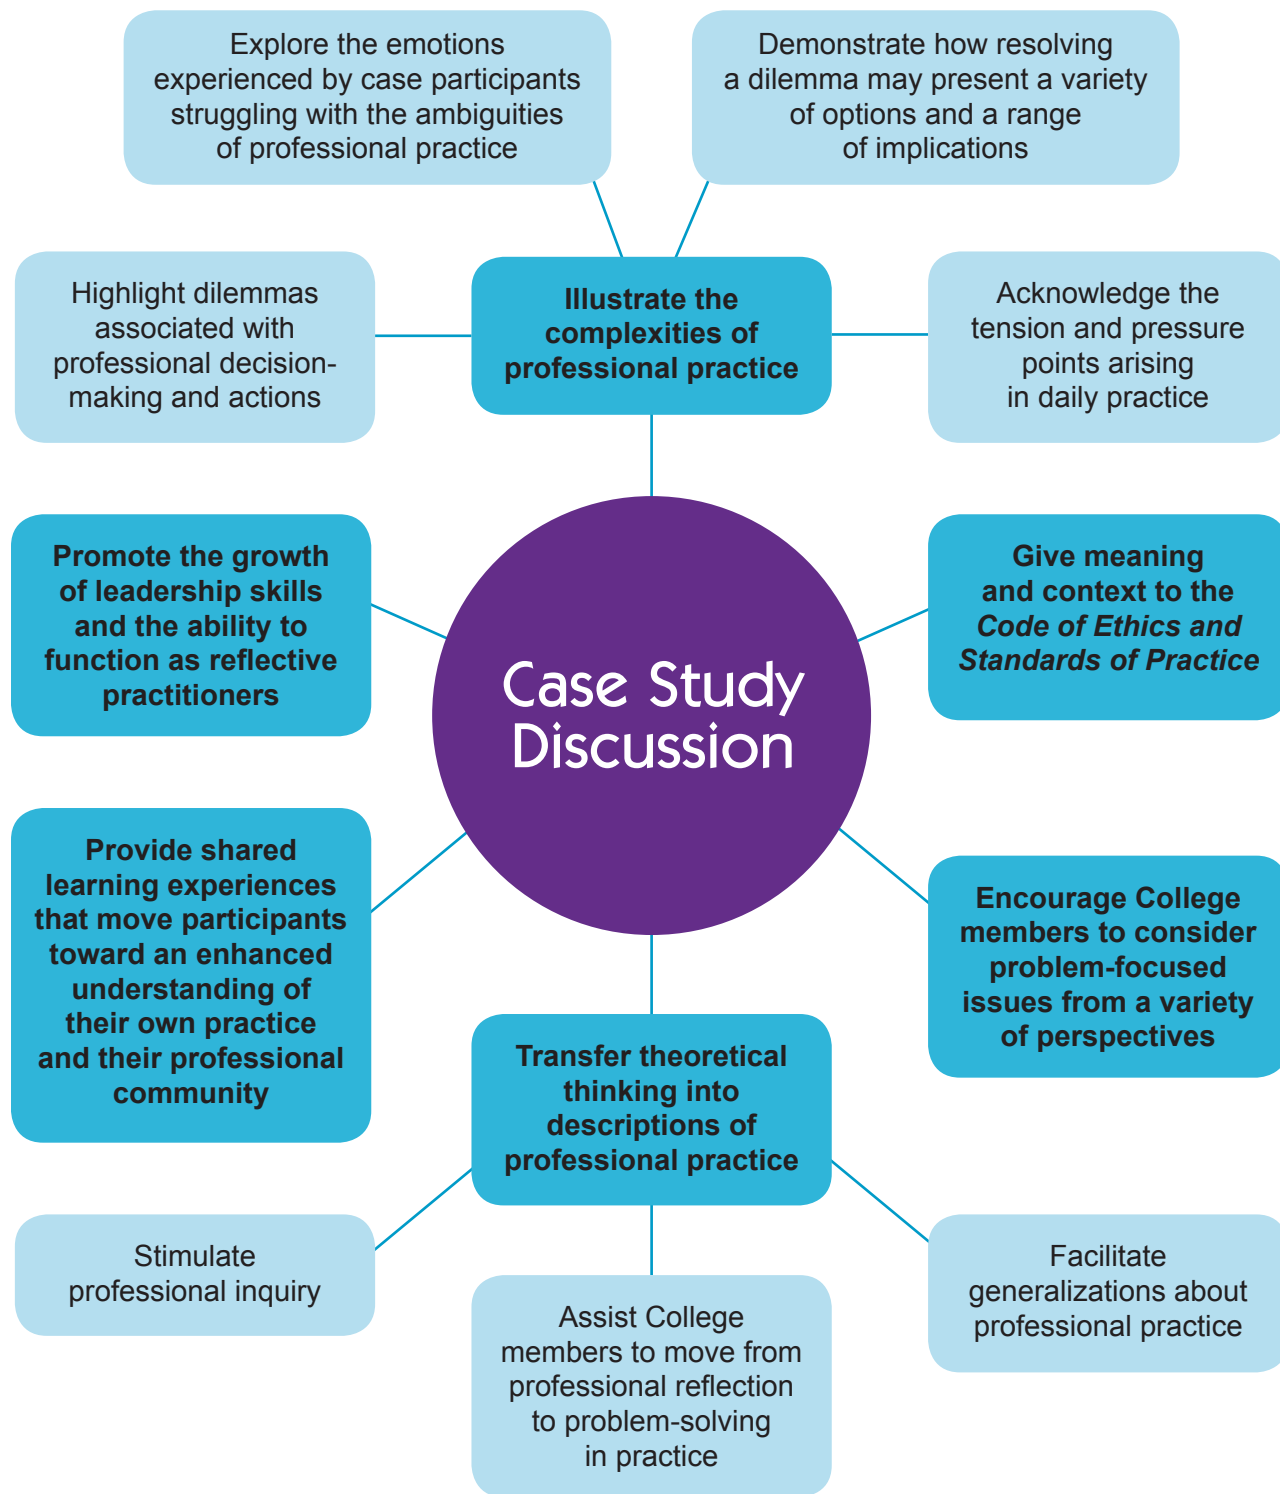 Explore the emotions
experienced by case participants
struggling with the ambiguities
of professional practice
Demonstrate how resolving
a dilemma may present a variety
of options and a range
of implications
Highlight dilemmas
associated with
professional decision-
making and actions
Illustrate the
complexities of
professional practice
Acknowledge the
tension and pressure
points arising
in daily practice
Promote the growth
of leadership skills
and the ability to
function as reflective
practitioners
Give meaning
and context to the
Code of Ethics and
Standards of Practice
Case Study
Discussion
Provide shared
learning experiences
that move participants
toward an enhanced
understanding of
their own practice
and their professional
community
Encourage College
members to consider
problem-focused
issues from a variety
of perspectives
Transfer theoretical
thinking into
descriptions of
professional practice
Stimulate
professional inquiry
Assist College
members to move from
professional reflection
to problem-solving
in practice
Facilitate
generalizations about
professional practice